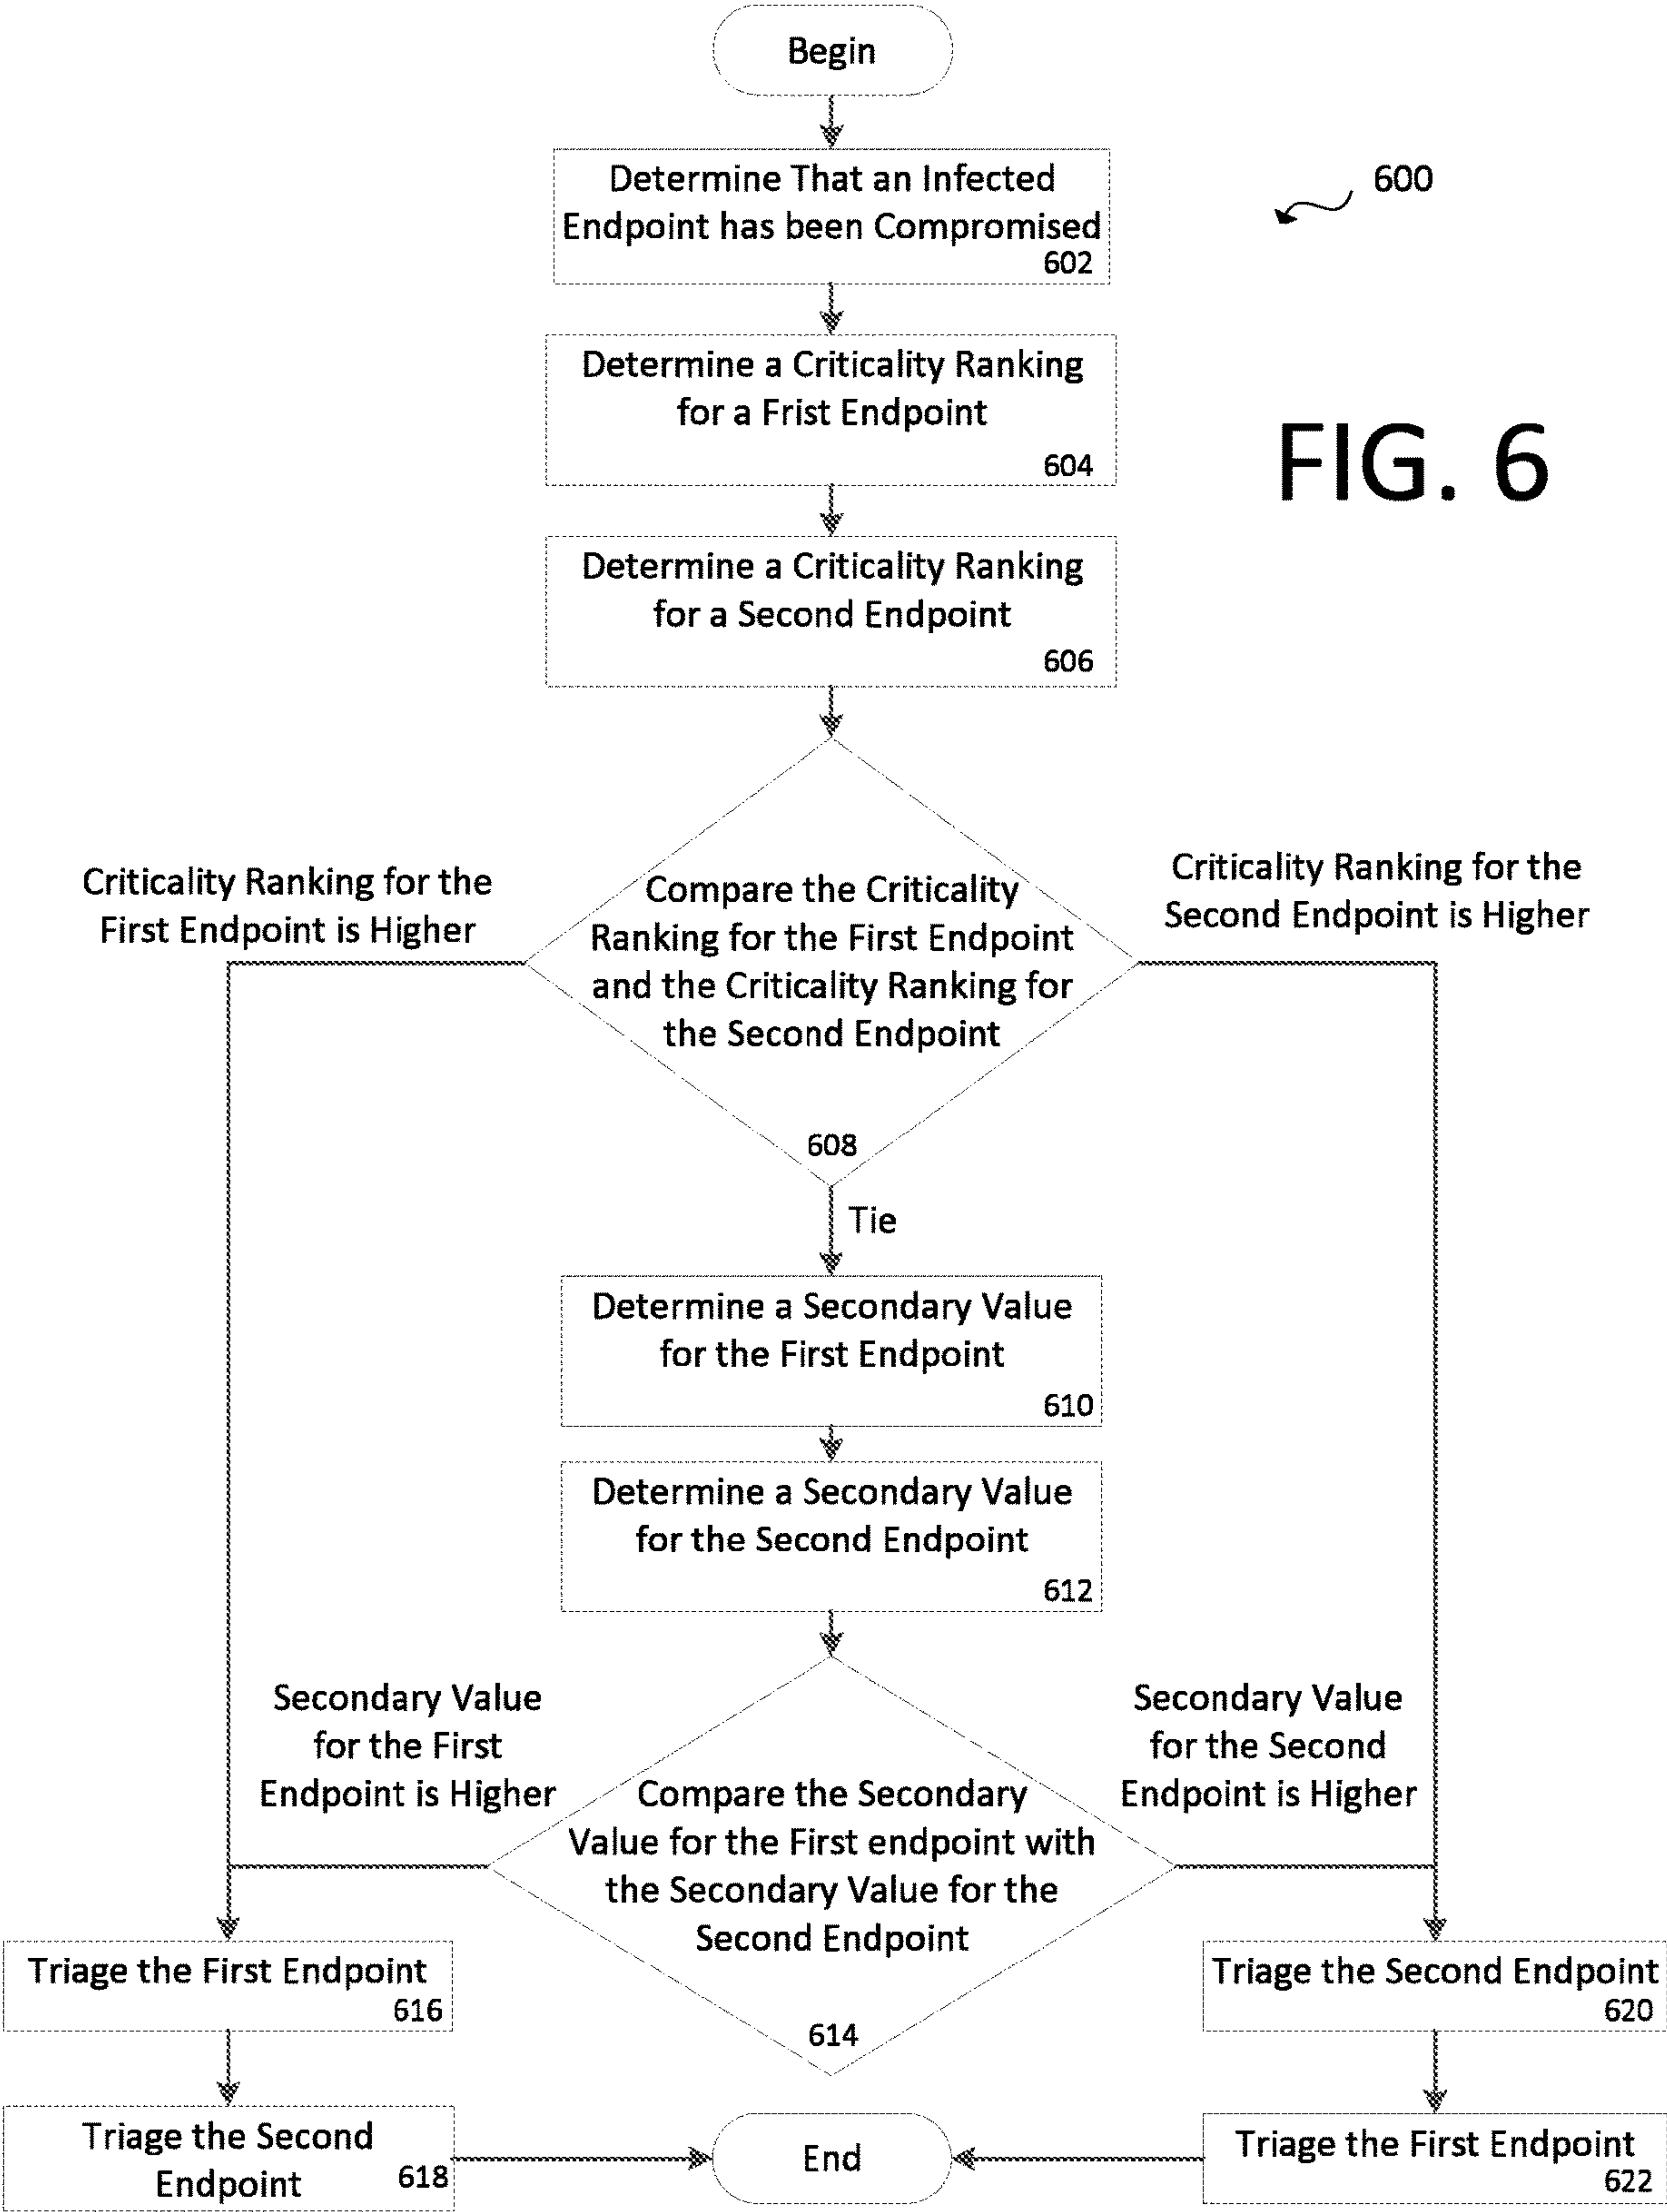 Begin
Determine That an Infected
Endpoint has been Compromised
602
600
Determine a Criticality Ranking
for a Frist Endpoint
604
FIG. 6
Determine a Criticality Ranking
for a Second Endpoint
606
Criticality Ranking for the
First Endpoint is Higher
Compare the Criticality
Ranking for the First Endpoint
and the Criticality Ranking for
the Second Endpoint
608
Criticality Ranking for the
Second Endpoint is Higher
Tie
Determine a Secondary Value
for the First Endpoint
610
Determine a Secondary Value
for the Second Endpoint
612
Secondary Value
for the First
Endpoint is Higher
Compare the Secondary
Value for the First endpoint with
the Secondary Value for the
Second Endpoint
614
Secondary Value
for the Second
Endpoint is Higher
Triage the First Endpoint
616
Triage the Second Endpoint
620
Triage the Second
Endpoint
618
End
Triage the First Endpoint
622